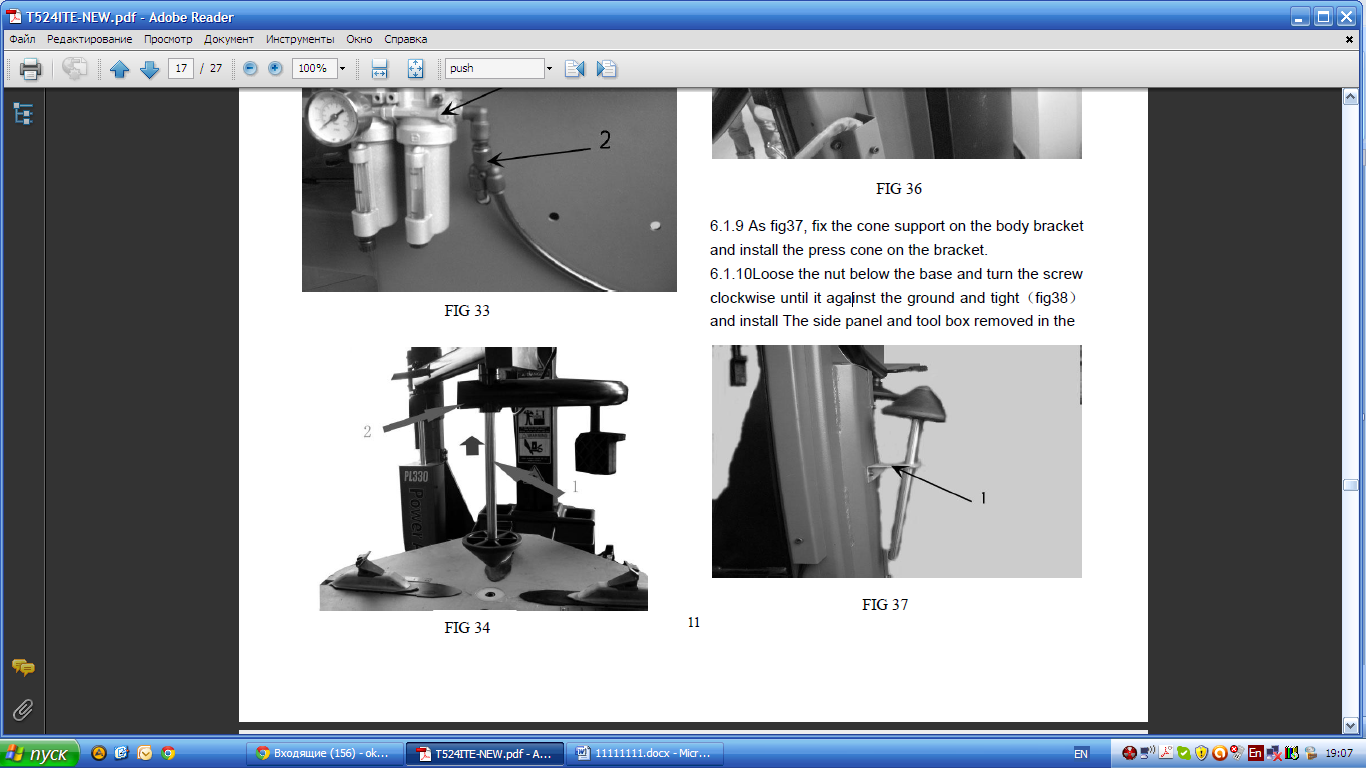 T524ITE-NEW.pdf - Adobe Reader
Файл Редактирование Просмотр Документ Инструменты Окно Справка
17 / 27 100% push
2
FIG 33
FIG 36
6.1.9 As fig37, fix the cone support on the body bracket
and install the press cone on the bracket.
6.1.10Loose the nut below the base and turn the screw
clockwise until it against the ground and tight（fig38）
and install The side panel and tool box removed in the
2
1
PL330
Power
FIG 34
1
FIG 37
11
пуск
Входящие (156) - ok...
T524ITE-NEW.pdf - A...
11111111.docx - Micr...
EN
En
19:07